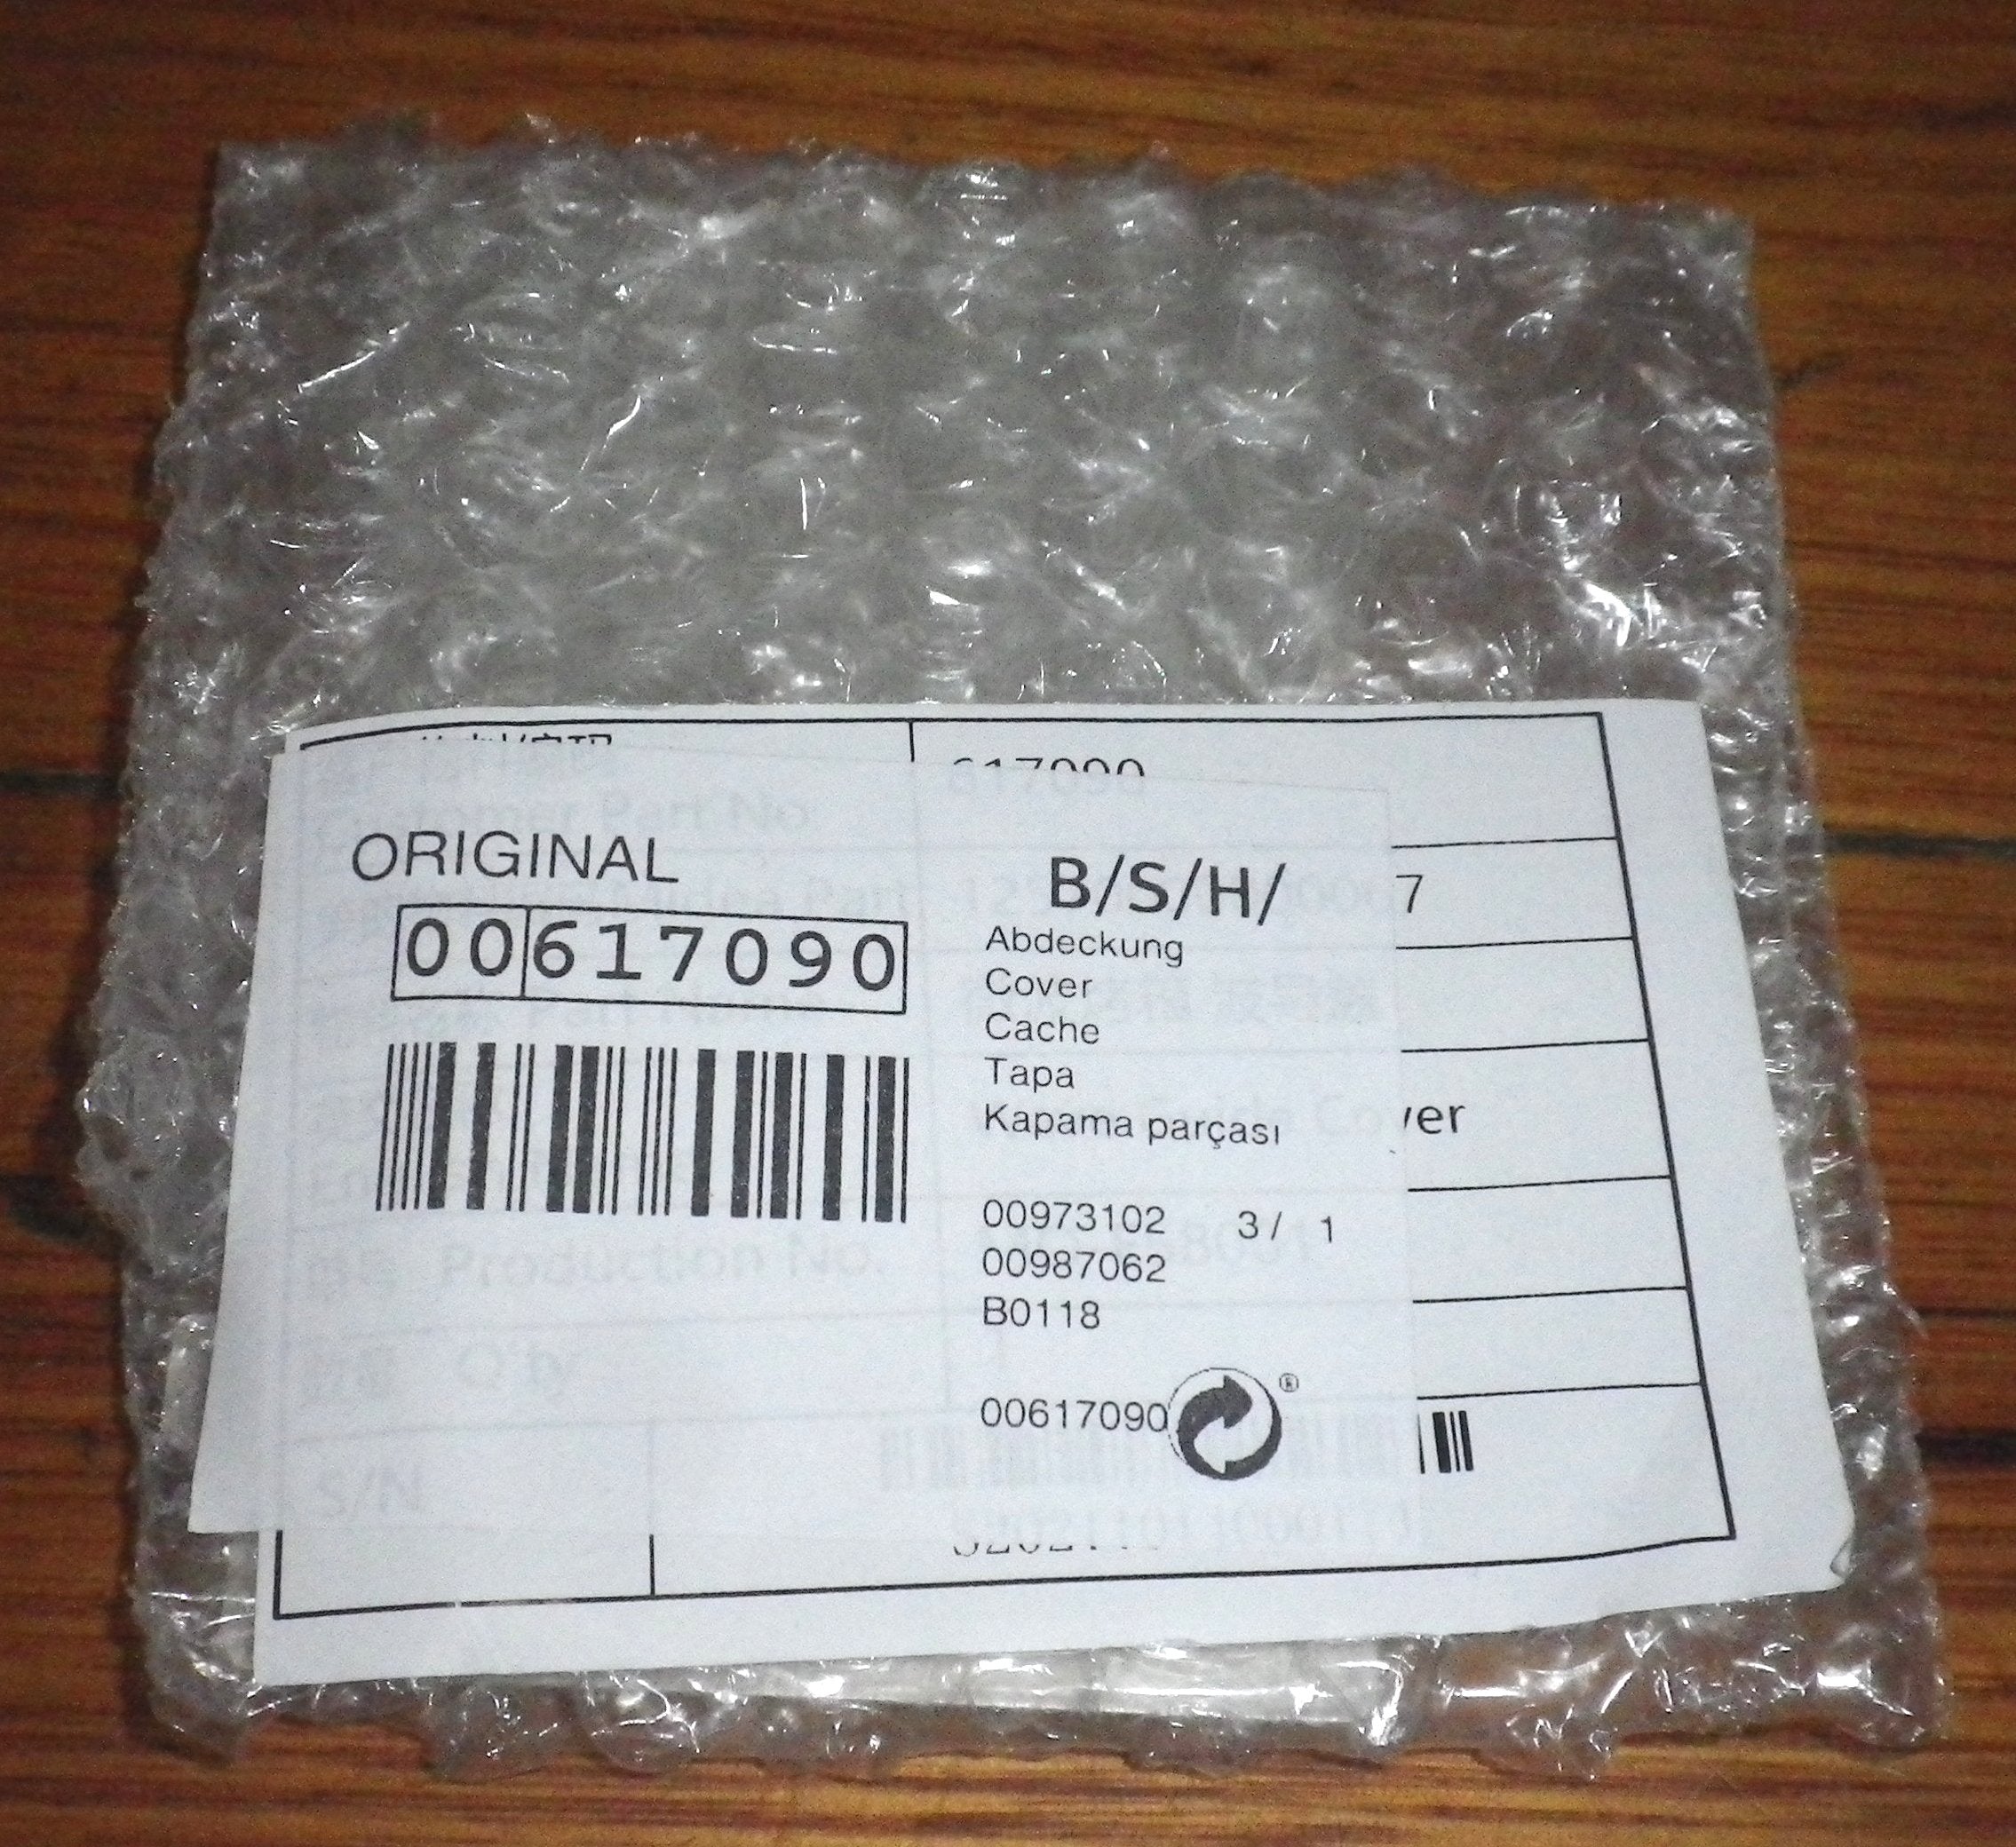 617090
Customer Part No
7
ORIGINAL
B/S/H/
00617090
Abdeckung
Cover
Cache
Tapa
Kapama parçası
00973102 3 / 1
00987062
B0118
00617090 ®
Production No.
Q'ty
S/N